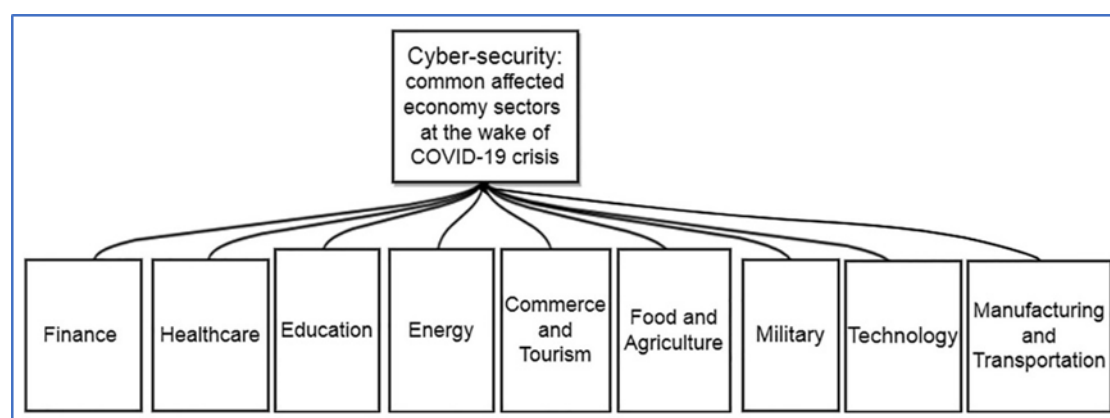 Cyber-security:
common affected
economy sectors
at the wake of
COVID-19 crisis
Finance
Healthcare
Education
Energy
Commerce
and
Tourism
Food and
Agriculture
Military
Technology
Manufacturing
and
Transportation